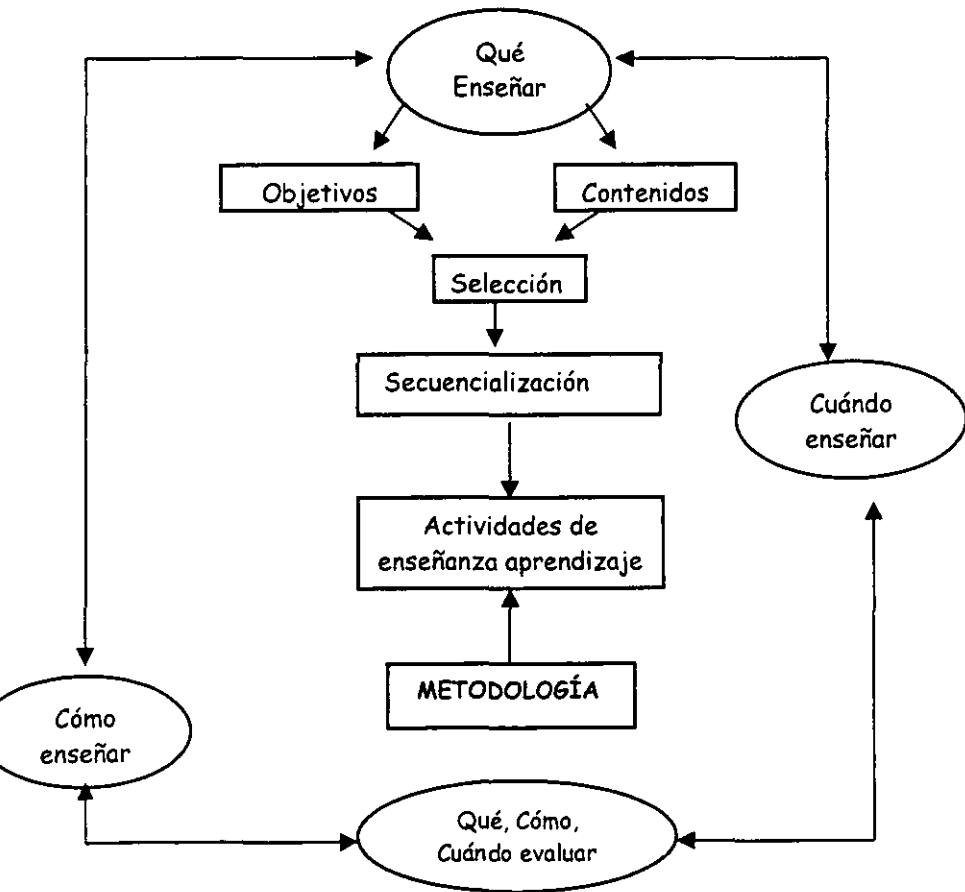 Qué
Enseñar
Objetivos
Contenidos
Selección
Secuencialización
Cuándo
enseñar
Actividades de
enseñanza aprendizaje
METODOLOGÍA
Cómo
enseñar
Qué, Cómo,
Cuándo evaluar